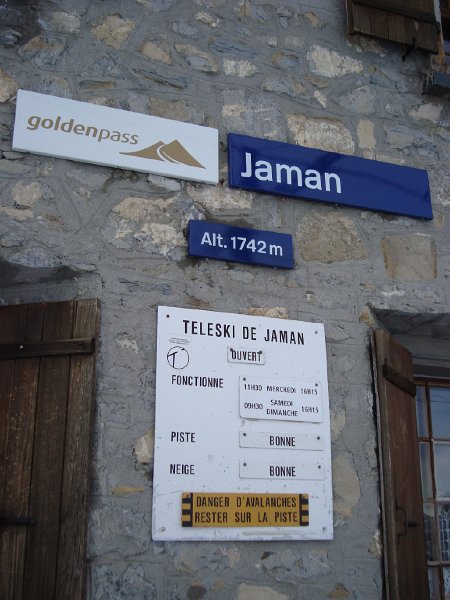 goldenpass
Jaman
Alt. 1742 m
TELESKI DE JAMAN
OUVERT
FONCTIONNE
11H30 MERCREDI 16H15
09H30 SAMEDI DIMANCHE 16H15
PISTE BONNE
NEIGE BONNE
DANGER D'AVALANCHES
RESTER SUR LA PISTE